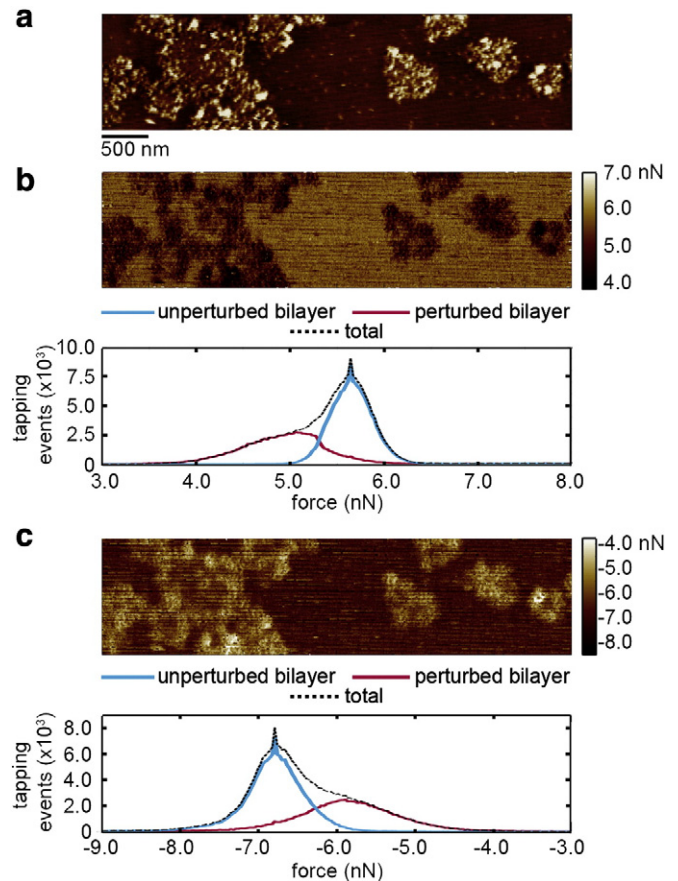 a
500 nm
b
7.0 nN
6.0
5.0
4.0
unperturbed bilayer perturbed bilayer
total
tapping
events (x10³)
10.0
7.5
5.0
2.5
0
3.0 4.0 5.0 6.0 7.0 8.0
force (nN)
c
-4.0 nN
-5.0
-6.0
-7.0
-8.0
unperturbed bilayer perturbed bilayer
total
tapping
events (x10³)
8.0
6.0
4.0
2.0
0
-9.0 -8.0 -7.0 -6.0 -5.0 -4.0 -3.0
force (nN)